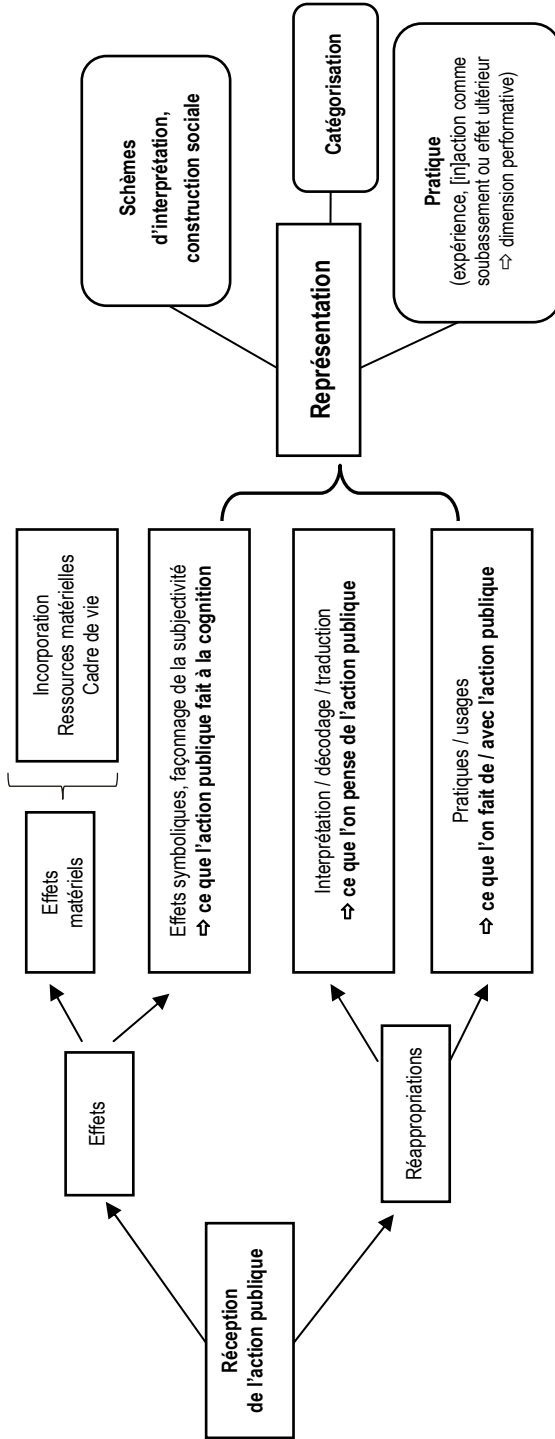 Réception
de l'action publique
Effets
Réappropriations
Effets
matériels
Incorporation
Ressources matérielles
Cadre de vie
Effets symboliques, façonnage de la subjectivité
⇨ ce que l'action publique fait à la cognition
Interprétation / décodage / traduction
⇨ ce que l'on pense de l'action publique
Pratiques / usages
⇨ ce que l'on fait de / avec l'action publique
Représentation
Schèmes
d'interprétation,
construction sociale
Catégorisation
Pratique
(expérience, [in]action comme
soubassement ou effet ultérieur
⇨ dimension performative)